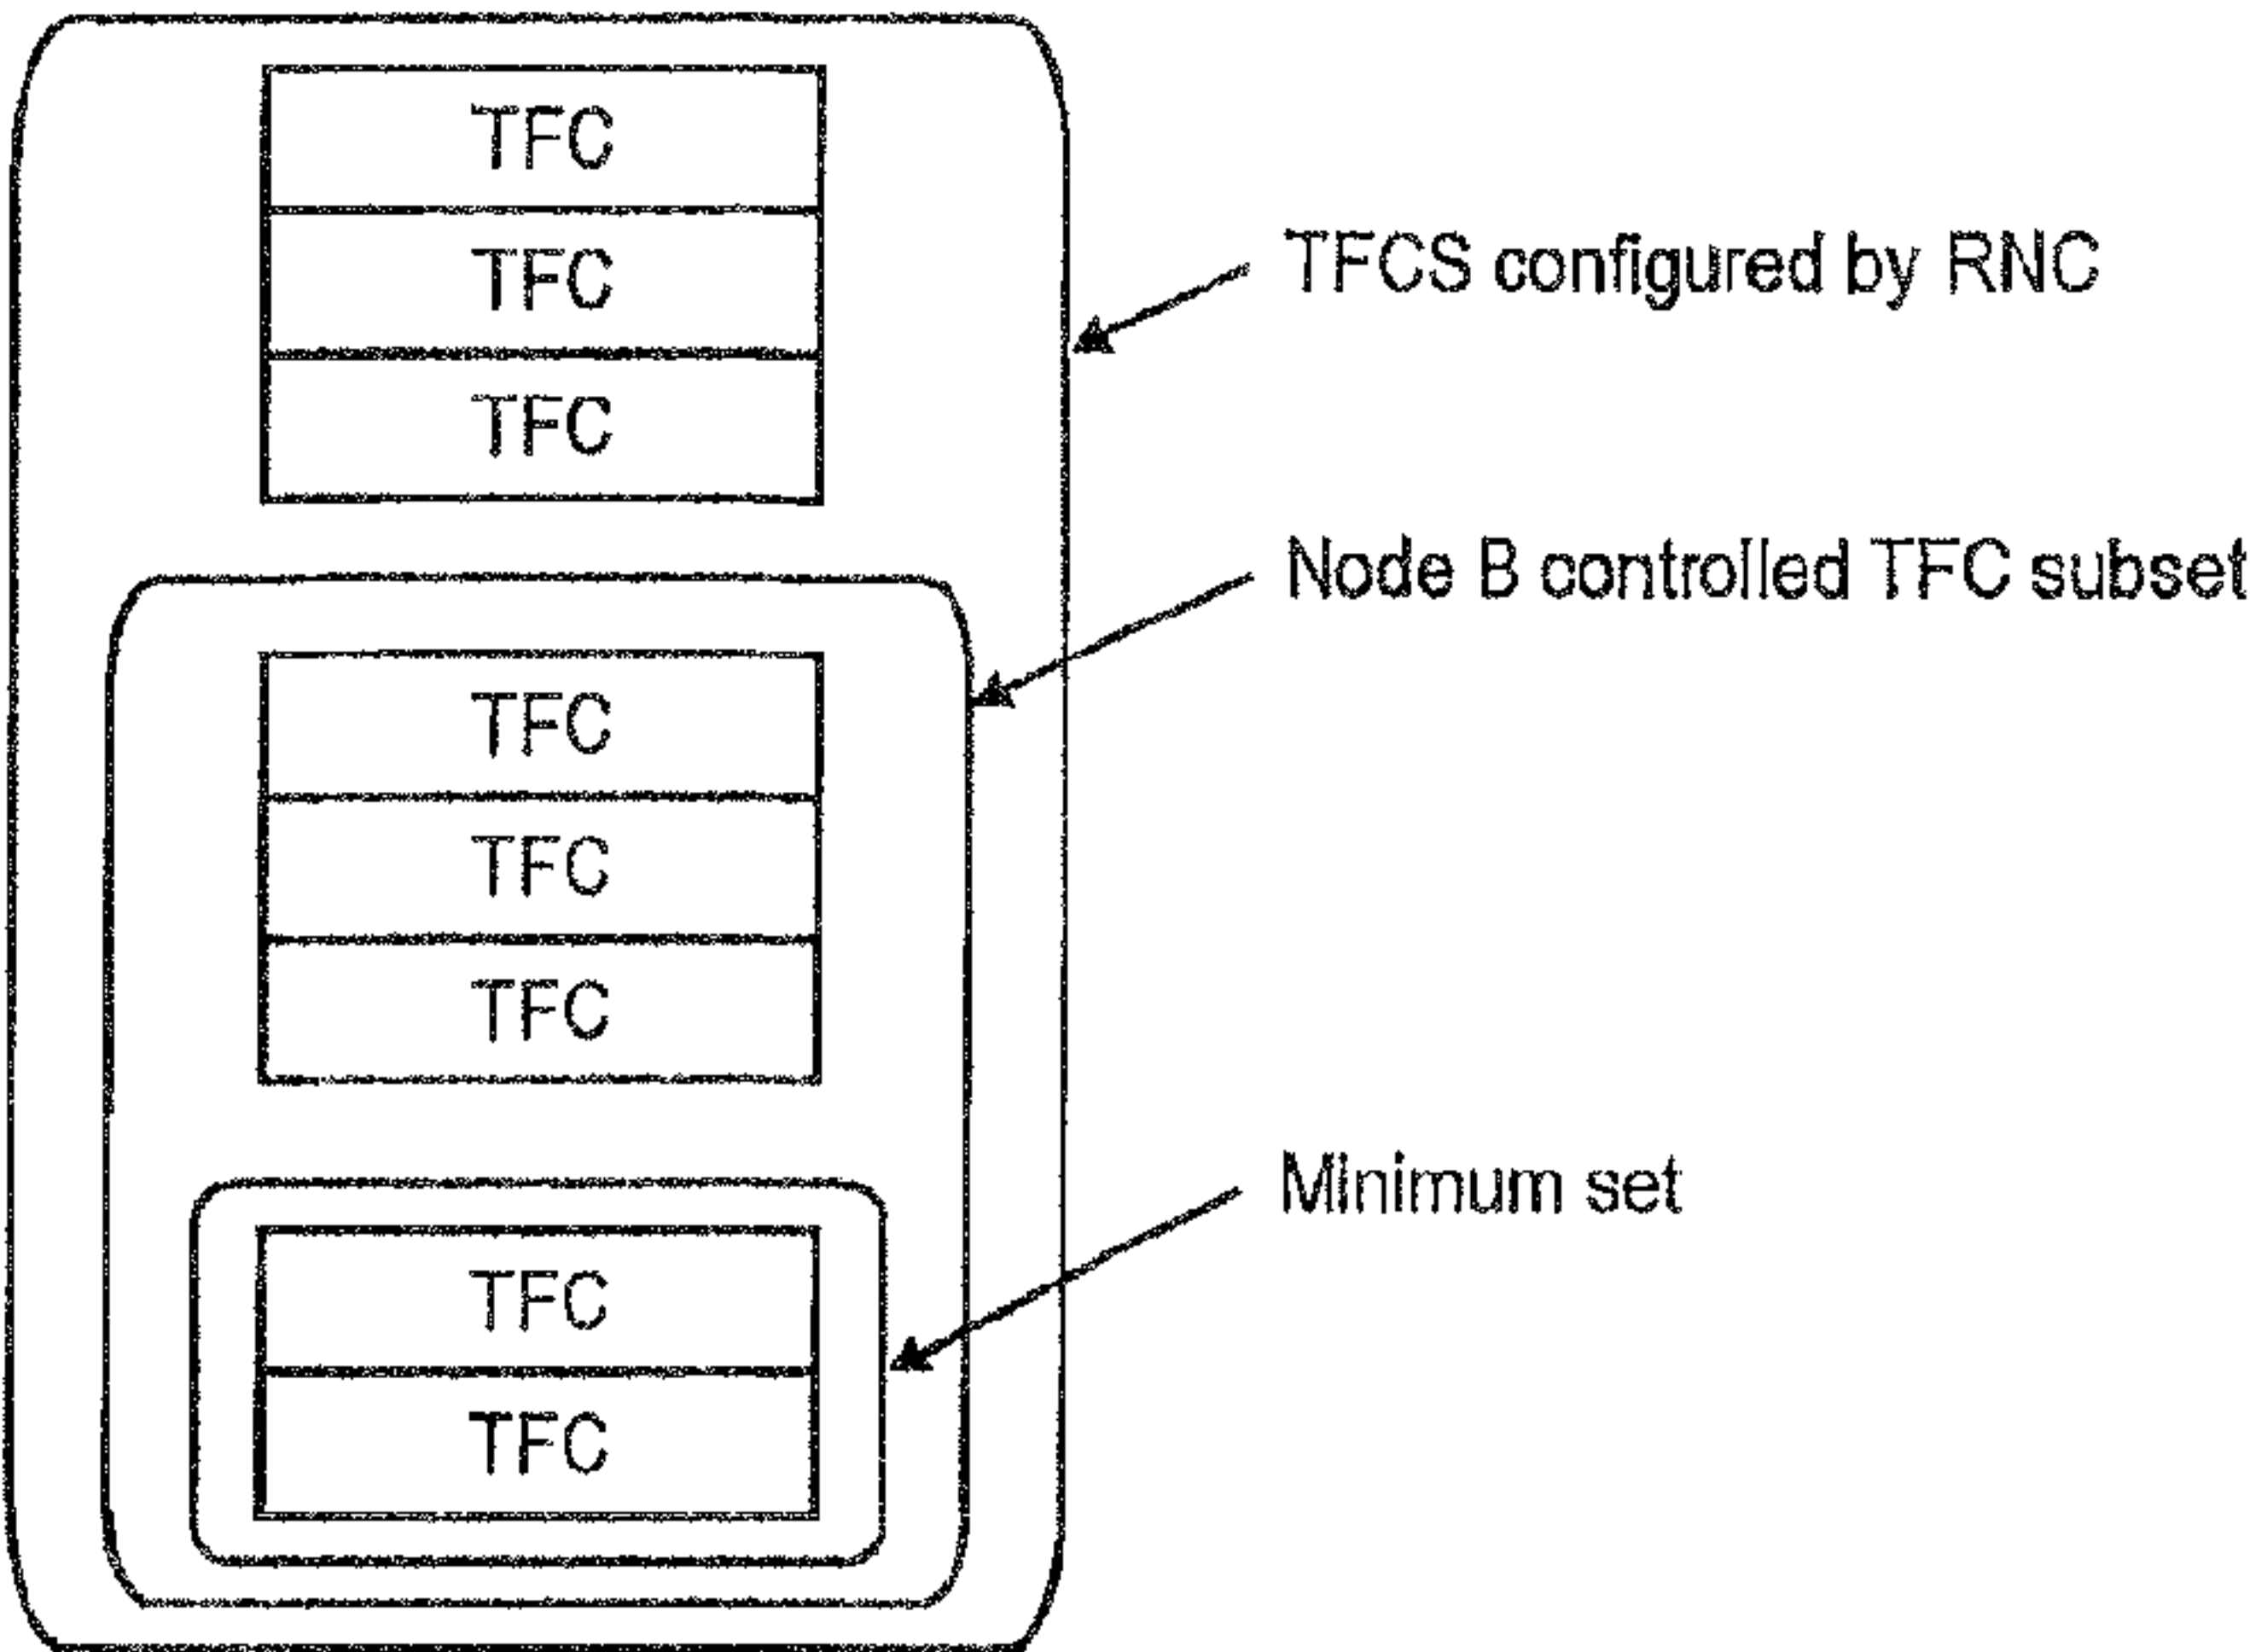 TFC
TFC
TFC
TFCS configured by RNC
Node B controlled TFC subset
TFC
TFC
TFC
Minimum set
TFC
TFC